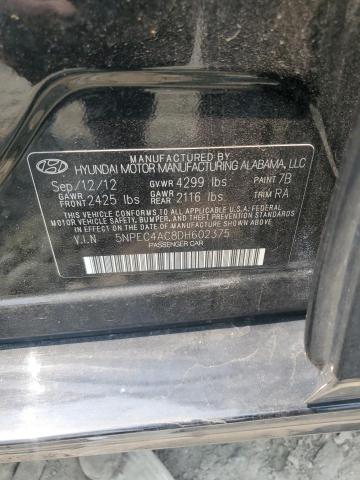 MANUFACTURED BY
HYUNDAI MOTOR MANUFACTURING ALABAMA, LLC
Sep/12/12 GVWR 4299 lbs PAINT 7B
GAWR FRONT 2425 lbs GAWR REAR 2116 lbs TRIM RA
THIS VEHICLE CONFORMS TO ALL APPLICABLE U.S.A. FEDERAL
MOTOR VEHICLE SAFETY, BUMPER, AND THEFT PREVENTION STANDARDS
IN EFFECT ON THE DATE OF MANUFACTURE SHOWN ABOVE.
V.I.N 5NPEC4AC8DH602375
PASSENGER CAR